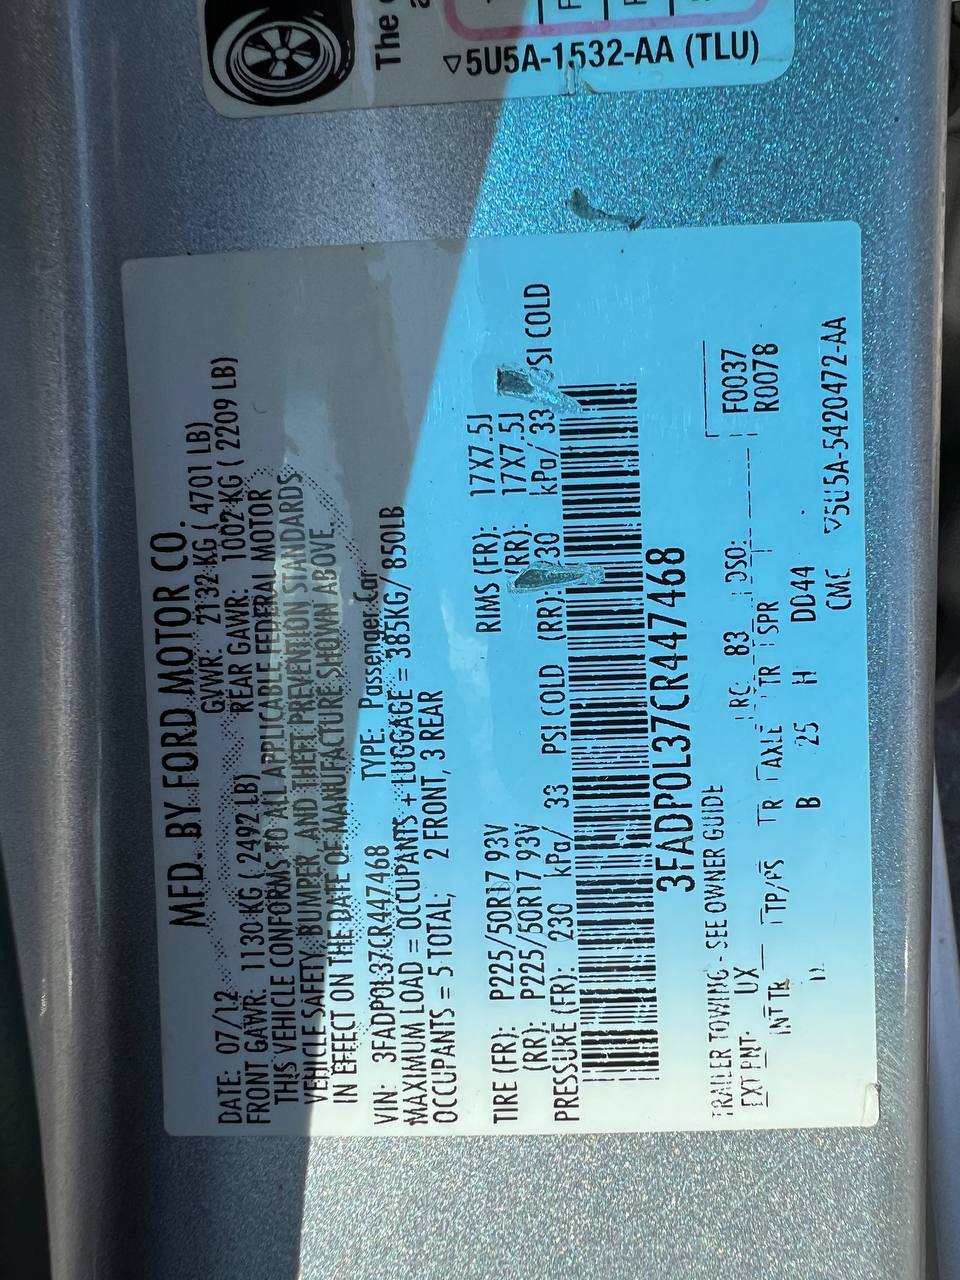 The
▽5U5A-1532-AA (TLU)
MFD. BY FORD MOTOR CO.
DATE: 07/12 GVWR: 2132 KG ( 4701 LB)
FRONT GAWR: 1130 KG ( 2492 LB) REAR GAWR: 1002 KG ( 2209 LB)
THIS VEHICLE CONFORMS TO ALL APPLICABLE FEDERAL MOTOR
VEHICLE SAFETY, BUMPER, AND THEFT PREVENTION STANDARDS
IN EFFECT ON THE DATE OF MANUFACTURE SHOWN ABOVE.
VIN: 3FADP0L37CR447468 TYPE: Passenger Car
MAXIMUM LOAD = OCCUPANTS + LUGGAGE = 385KG/ 850LB
OCCUPANTS = 5 TOTAL, 2 FRONT, 3 REAR
TIRE (FR): P225/50R17 93V RIMS (FR): 17X7.5J
(RR): P225/50R17 93V (RR): 17X7.5J
PRESSURE (FR): 230 kPa/ 33 PSI COLD (RR): 230 kPa/ 33 SI COLD
3FADP0L37CR447468
TRAILER TOWING - SEE OWNER GUIDE
EXT PNT: UX RC: 83 DSO: F0037
R0078
INT TR TP/PS TR AXLE TR SPR
B 25 H DD44
CMC
▽5U5A-5420472-AA